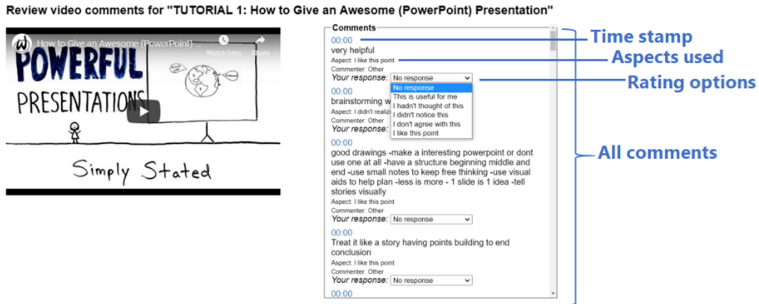 Review video comments for "TUTORIAL 1: How to Give an Awesome (PowerPoint) Presentation"
How to Give an Awesome (PowerPoint)...
POWERFUL
PRESENTATIONS
Simply Stated
Comments
00:00
very helpful
Aspect: I like this point
Commenter: Other
Your response: No response
No response
This is useful for me
I hadn't thought of this
I didn't notice this
I don't agree with this
I like this point
00:00
brainstorming w
Aspect: I didn't realiz
Commenter: Other
Your response:
00:00
good drawings -make a interesting powerpoint or dont
use one at all -have a structure beginning middle and
end -use small notes to keep free thinking -use visual
aids to help plan -less is more - 1 slide is 1 idea -tell
stories visually
Aspect: I like this point
Commenter: Other
Your response: No response
00:00
Treat it like a story having points building to end
conclusion
Aspect: I like this point
Commenter: Other
Your response: No response
00:00
Time stamp
Aspects used
Rating options
All comments